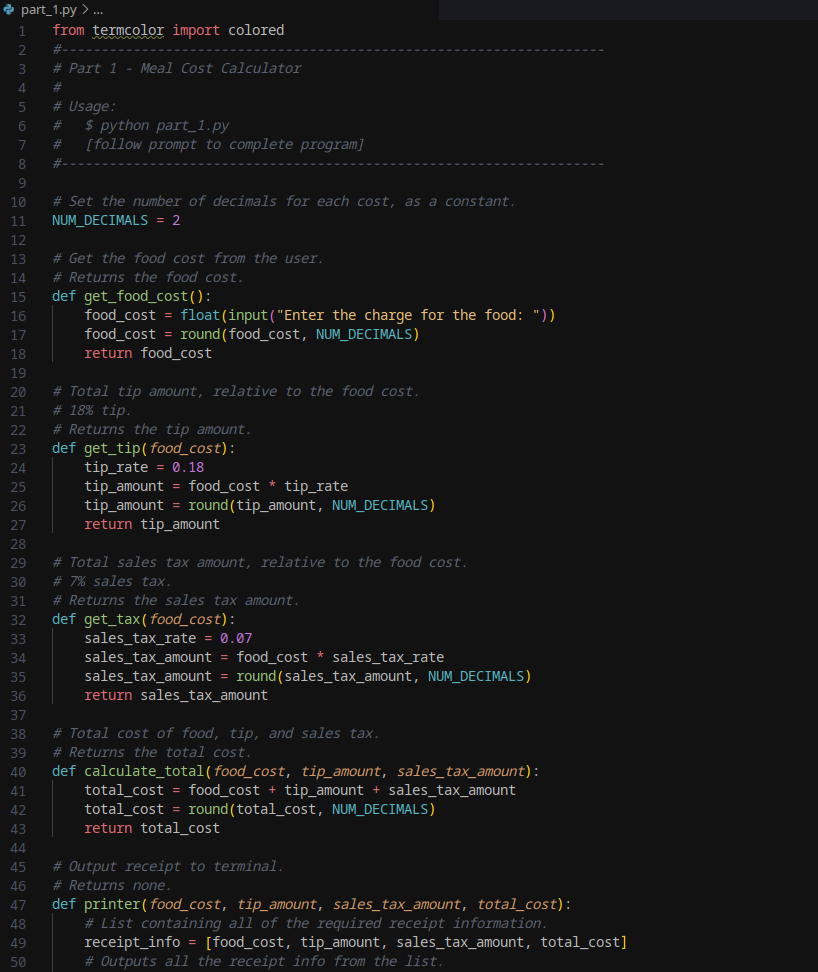 part_1.py > ...
1 from termcolor import colored
2 #--------------------------------------------------------------------
3 # Part 1 - Meal Cost Calculator
4 #
5 # Usage:
6 #   $ python part_1.py
7 #   [follow prompt to complete program]
8 #--------------------------------------------------------------------
9
10 # Set the number of decimals for each cost, as a constant.
11 NUM_DECIMALS = 2
12
13 # Get the food cost from the user.
14 # Returns the food cost.
15 def get_food_cost():
16     food_cost = float(input("Enter the charge for the food: "))
17     food_cost = round(food_cost, NUM_DECIMALS)
18     return food_cost
19
20 # Total tip amount, relative to the food cost.
21 # 18% tip.
22 # Returns the tip amount.
23 def get_tip(food_cost):
24     tip_rate = 0.18
25     tip_amount = food_cost * tip_rate
26     tip_amount = round(tip_amount, NUM_DECIMALS)
27     return tip_amount
28
29 # Total sales tax amount, relative to the food cost.
30 # 7% sales tax.
31 # Returns the sales tax amount.
32 def get_tax(food_cost):
33     sales_tax_rate = 0.07
34     sales_tax_amount = food_cost * sales_tax_rate
35     sales_tax_amount = round(sales_tax_amount, NUM_DECIMALS)
36     return sales_tax_amount
37
38 # Total cost of food, tip, and sales tax.
39 # Returns the total cost.
40 def calculate_total(food_cost, tip_amount, sales_tax_amount):
41     total_cost = food_cost + tip_amount + sales_tax_amount
42     total_cost = round(total_cost, NUM_DECIMALS)
43     return total_cost
44
45 # Output receipt to terminal.
46 # Returns none.
47 def printer(food_cost, tip_amount, sales_tax_amount, total_cost):
48     # List containing all of the required receipt information.
49     receipt_info = [food_cost, tip_amount, sales_tax_amount, total_cost]
50     # Outputs all the receipt info from the list.